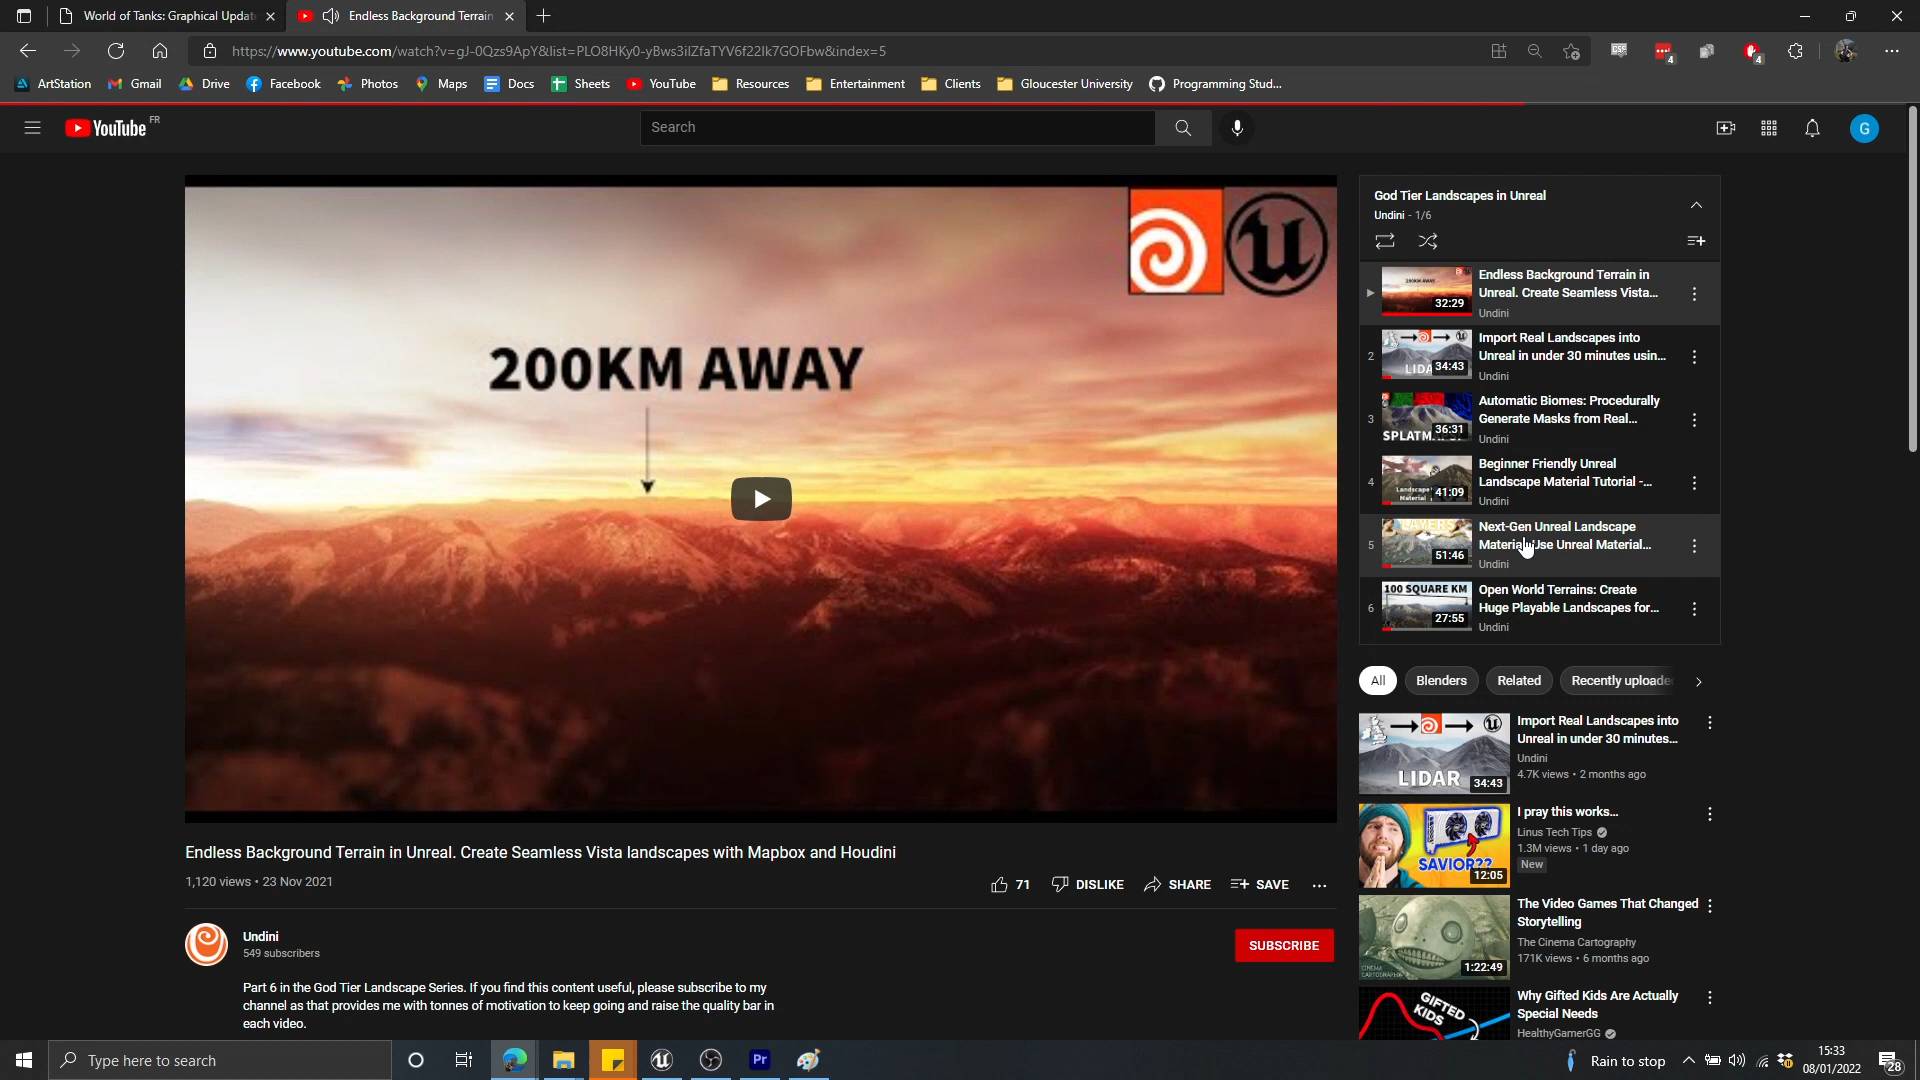 World of Tanks: Graphical Updat
Endless Background Terrain
https://www.youtube.com/watch?v=gJ-0Qzs9ApY&list=PLO8HKy0-yBws3iIZfaTYV6f22Ik7GOFbw&index=5
4
4
ArtStation
Gmail
Drive
Facebook
Photos
Maps
Docs
Sheets
YouTube
Resources
Entertainment
Clients
Gloucester University
Programming Stud...
YouTube FR
Search
G
200KM AWAY
God Tier Landscapes in Unreal
Undini - 1/6
32:29
Endless Background Terrain in
Unreal. Create Seamless Vista...
Undini
2
34:43
Import Real Landscapes into
Unreal in under 30 minutes usin...
Undini
3
36:31
Automatic Biomes: Procedurally
Generate Masks from Real...
Undini
4
Landscape
Material
41:09
Beginner Friendly Unreal
Landscape Material Tutorial -...
Undini
5
LAYERS
51:46
Next-Gen Unreal Landscape
Material: Use Unreal Material...
Undini
6
100 SQUARE KM
27:55
Open World Terrains: Create
Huge Playable Landscapes for...
Undini
All
Blenders
Related
Recently uploade
LIDAR
34:43
Import Real Landscapes into
Unreal in under 30 minutes...
Undini
4.7K views • 2 months ago
SAVIOR??
12:05
I pray this works...
Linus Tech Tips
1.3M views • 1 day ago
New
1:22:49
The Video Games That Changed
Storytelling
The Cinema Cartography
171K views • 6 months ago
GIFTED
KIDS
Why Gifted Kids Are Actually
Special Needs
HealthyGamerGG
Endless Background Terrain in Unreal. Create Seamless Vista landscapes with Mapbox and Houdini
1,120 views • 23 Nov 2021
71
DISLIKE
SHARE
SAVE
Undini
549 subscribers
SUBSCRIBE
Part 6 in the God Tier Landscape Series. If you find this content useful, please subscribe to my
channel as that provides me with tonnes of motivation to keep going and raise the quality bar in
each video.
Type here to search
Pr
Rain to stop
15:33
08/01/2022
28